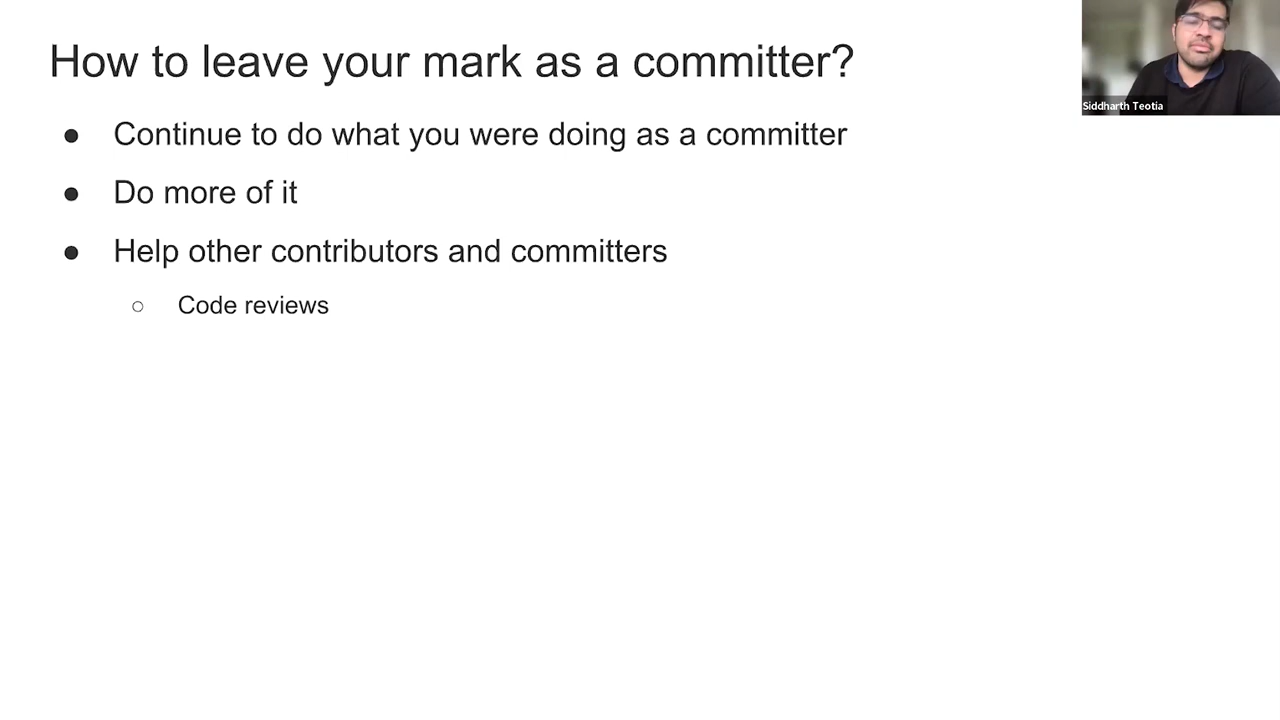 How to leave your mark as a committer?
● Continue to do what you were doing as a committer
● Do more of it
● Help other contributors and committers
○ Code reviews
Siddharth Teotia